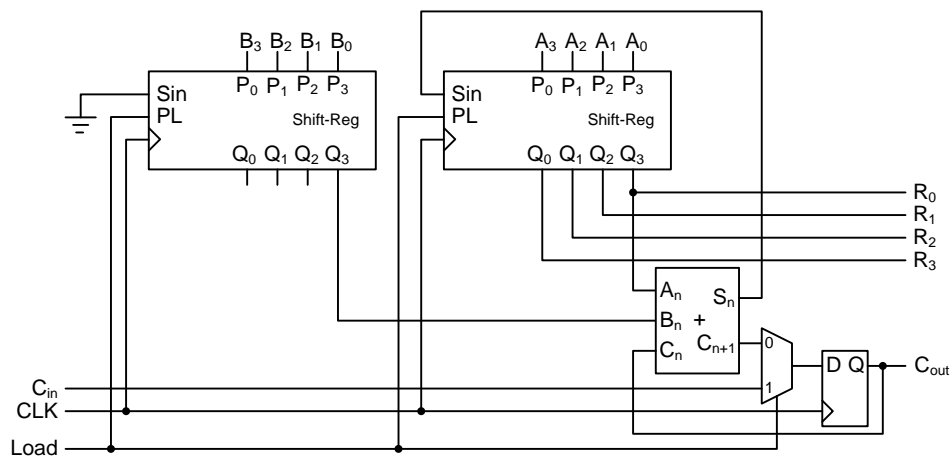 B₃ B₂ B₁ B₀
A₃ A₂ A₁ A₀
Sin
P₀ P₁ P₂ P₃
PL
Shift-Reg
Q₀ Q₁ Q₂ Q₃
Sin
P₀ P₁ P₂ P₃
PL
Shift-Reg
Q₀ Q₁ Q₂ Q₃
R₀
R₁
R₂
R₃
Aₙ
Sₙ
Bₙ +
Cₙ
Cₙ₊₁
0
1
D Q
Cₒᵤₜ
Cᵢₙ
CLK
Load